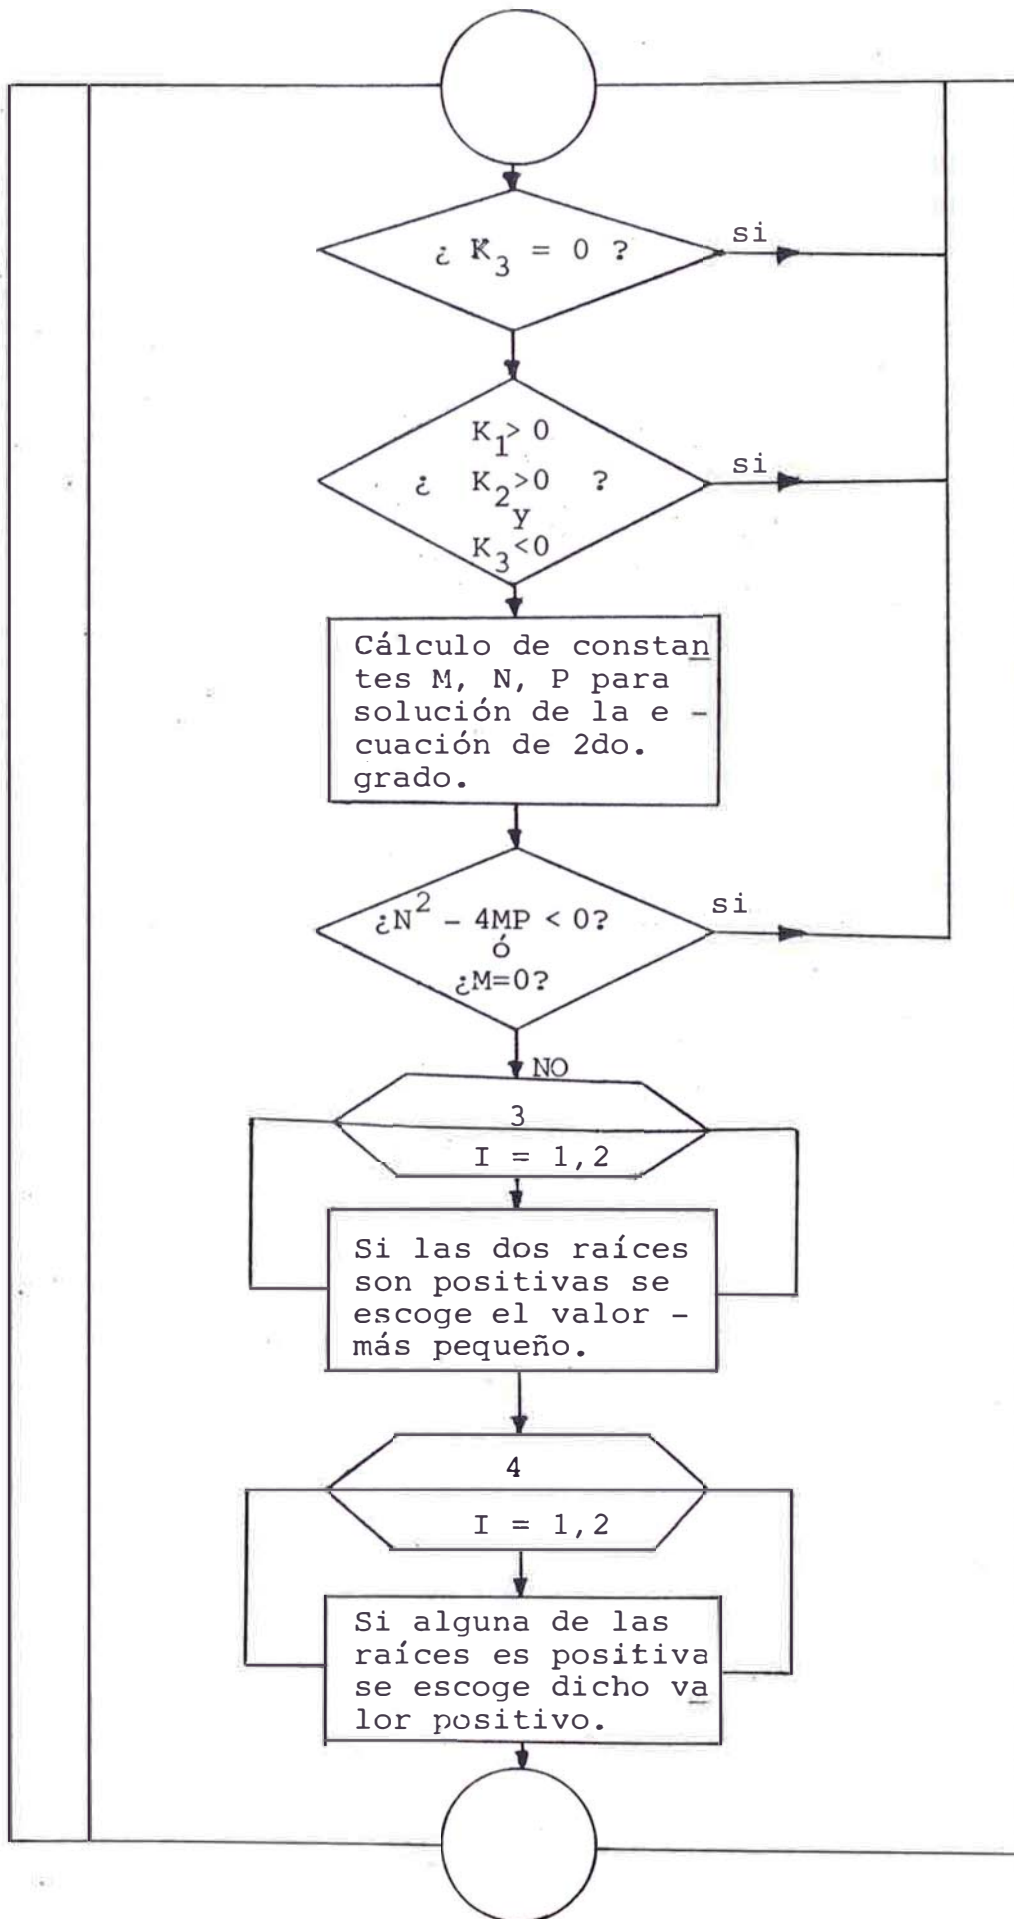 ¿ K₃ = 0 ?
si
K₁> 0
¿ K₂>0 ?
si
y
K₃<0
Cálculo de constan
tes M, N, P para
solución de la e -
cuación de 2do.
grado.
¿N² - 4MP < 0?
si
ó
¿M=0?
NO
3
I = 1,2
Si las dos raíces
son positivas se
escoge el valor -
más pequeño.
4
I = 1,2
Si alguna de las
raíces es positiva
se escoge dicho va
lor positivo.